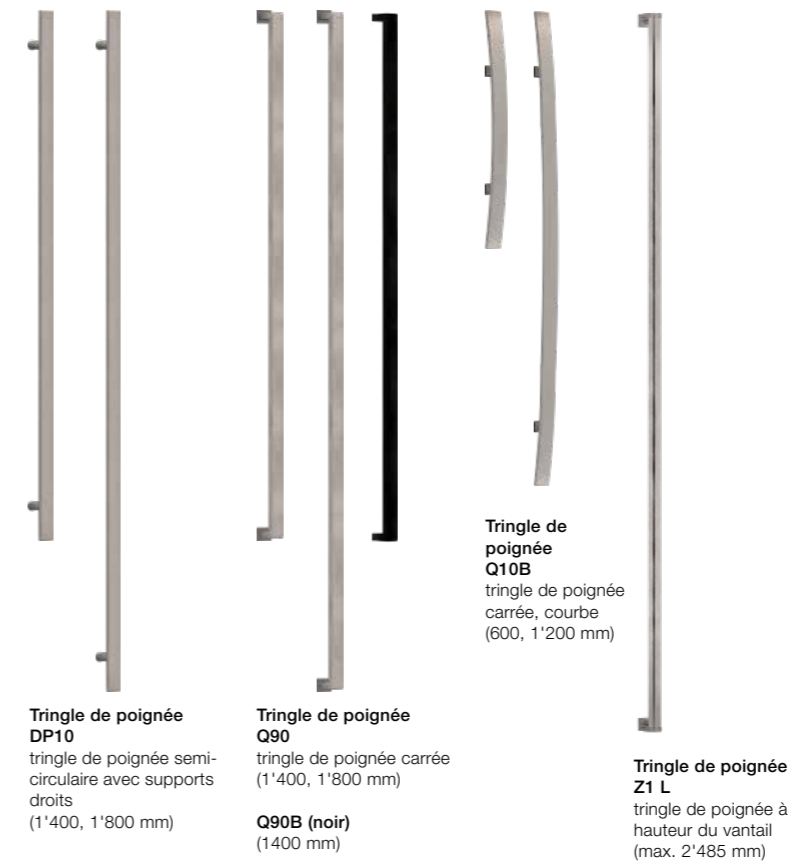 Tringle de poignée
DP10
tringle de poignée semi-
circulaire avec supports
droits
(1'400, 1'800 mm)
Tringle de poignée
Q90
tringle de poignée carrée
(1'400, 1'800 mm)
Q90B (noir)
(1400 mm)
Tringle de
poignée
Q10B
tringle de poignée
carrée, courbe
(600, 1'200 mm)
Tringle de poignée
Z1 L
tringle de poignée à
hauteur du vantail
(max. 2'485 mm)